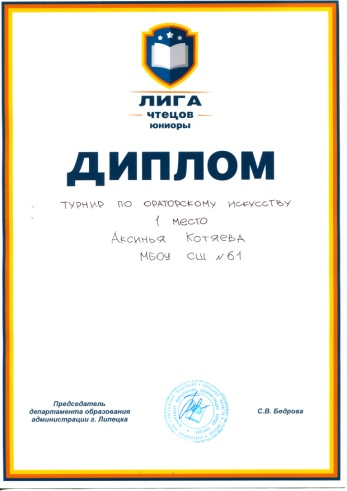 ЛИГА
чтецов
юниоры
ДИПЛОМ
ТУРНИР ПО ОРАТОРСКОМУ ИСКУССТВУ
1 МЕСТО
Аксинья Котяева
МБОУ СШ №61
Председатель
департамента образования
администрации г. Липецка
С.В. Бедрова